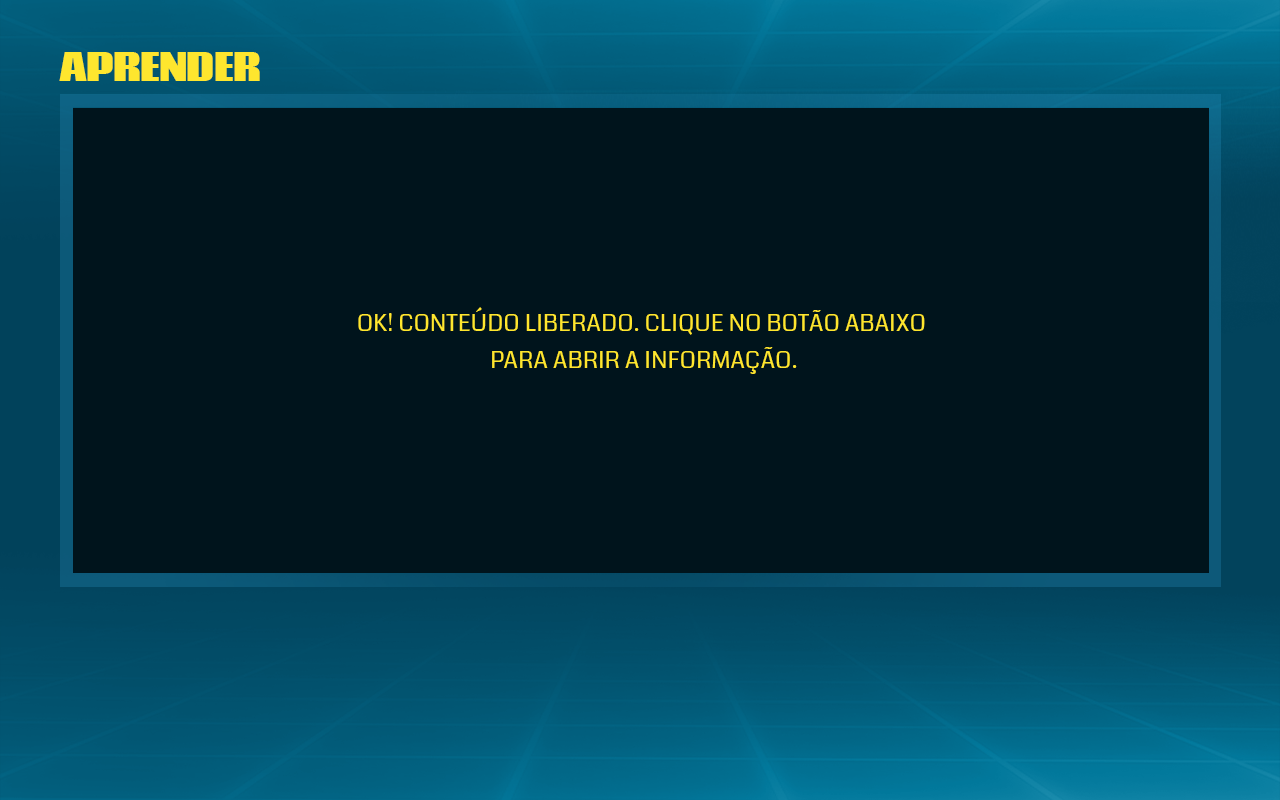 APRENDER
OK! CONTEÚDO LIBERADO. CLIQUE NO BOTÃO ABAIXO
PARA ABRIR A INFORMAÇÃO.